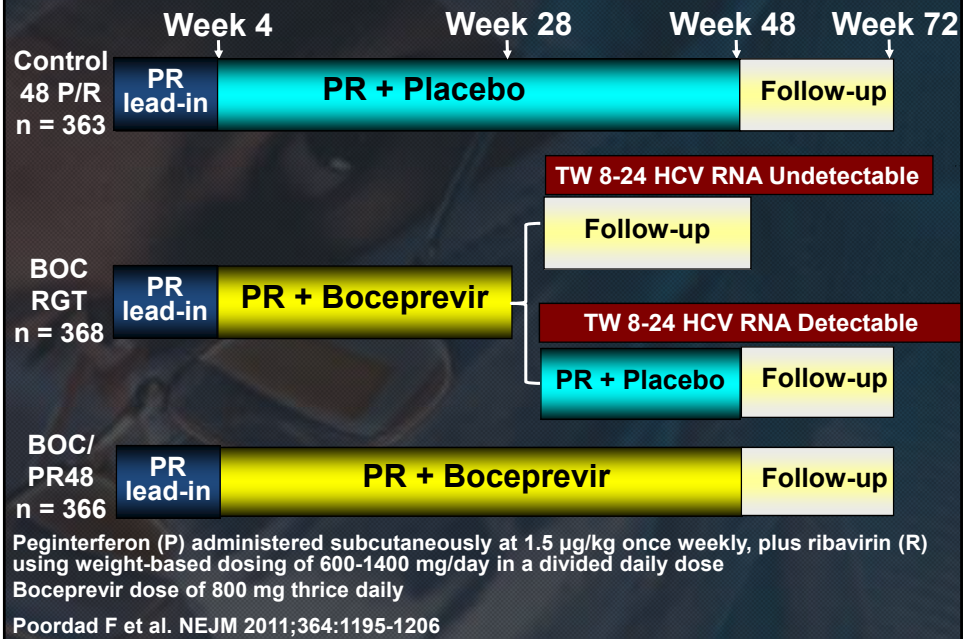 Week 4 Week 28 Week 48 Week 72
Control
48 P/R
n = 363
PR
lead-in
PR + Placebo
Follow-up
TW 8-24 HCV RNA Undetectable
Follow-up
BOC
RGT
n = 368
PR
lead-in
PR + Boceprevir
TW 8-24 HCV RNA Detectable
PR + Placebo
Follow-up
BOC/
PR48
n = 366
PR
lead-in
PR + Boceprevir
Follow-up
Peginterferon (P) administered subcutaneously at 1.5 µg/kg once weekly, plus ribavirin (R)
using weight-based dosing of 600-1400 mg/day in a divided daily dose
Boceprevir dose of 800 mg thrice daily
Poordad F et al. NEJM 2011;364:1195-1206